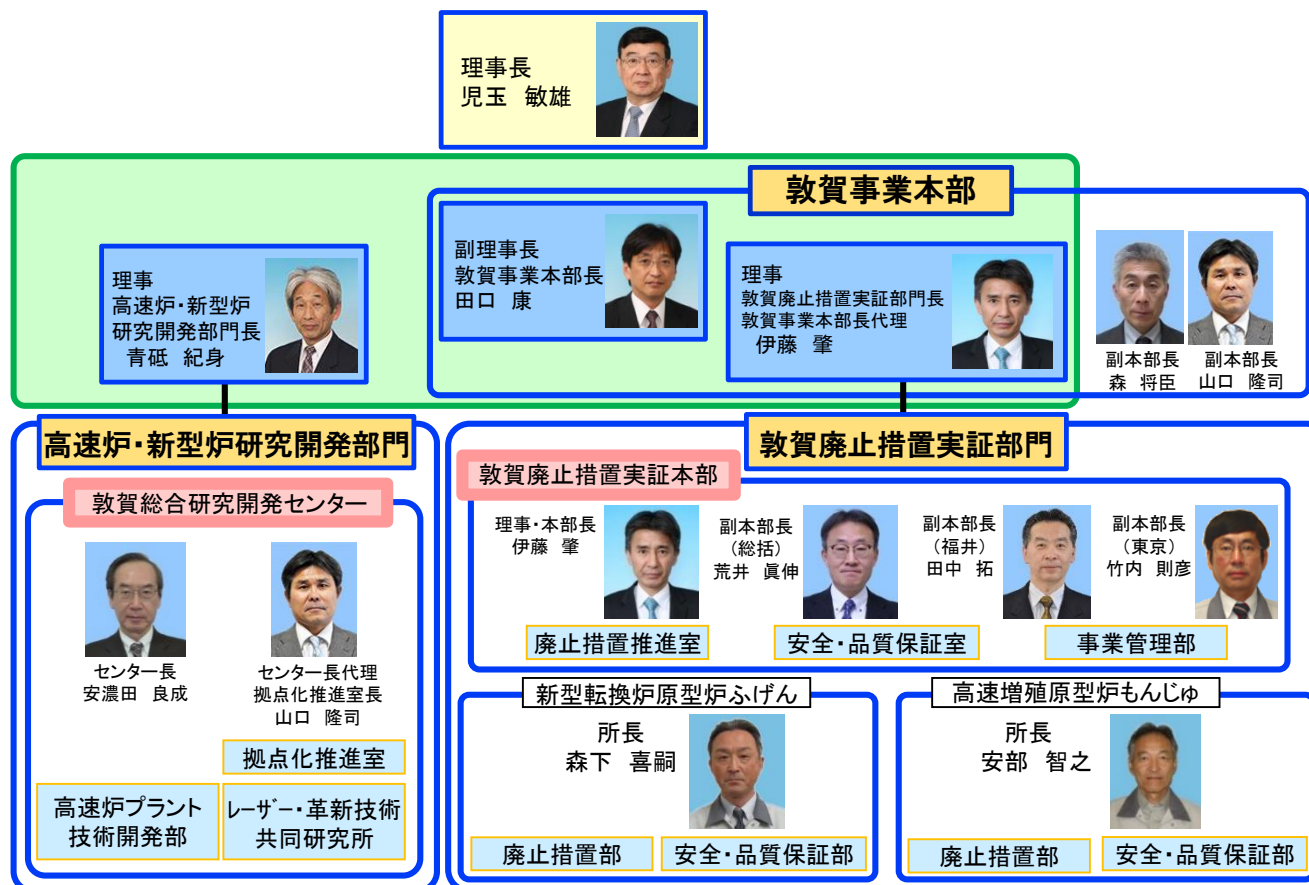 理事長
児玉 敏雄
敦賀事業本部
理事
高速炉・新型炉
研究開発部門長
青砥 紀身
副理事長
敦賀事業本部長
田口 康
理事
敦賀廃止措置実証部門長
敦賀事業本部長代理
伊藤 肇
副本部長
森 将臣
副本部長
山口 隆司
高速炉・新型炉研究開発部門
敦賀総合研究開発センター
センター長
安濃田 良成
センター長代理
拠点化推進室長
山口 隆司
拠点化推進室
高速炉プラント
技術開発部
レーザー・革新技術
共同研究所
敦賀廃止措置実証部門
敦賀廃止措置実証本部
理事・本部長
伊藤 肇
副本部長
(総括)
荒井 眞伸
副本部長
(福井)
田中 拓
副本部長
(東京)
竹内 則彦
廃止措置推進室
安全・品質保証室
事業管理部
新型転換炉原型炉ふげん
所長
森下 喜嗣
廃止措置部
安全・品質保証部
高速増殖原型炉もんじゅ
所長
安部 智之
廃止措置部
安全・品質保証部